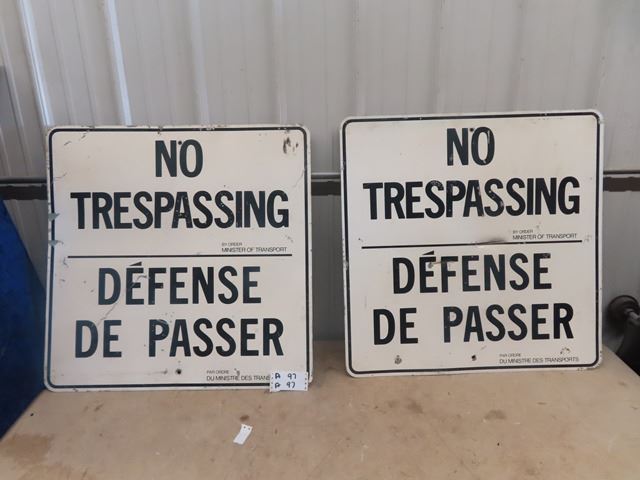 NO
TRESPASSING
BY ORDER
MINISTER OF TRANSPORT
DÉFENSE
DE PASSER
PAR ORDRE
DU MINISTRE DES TRANS
A 97
A 97
NO
TRESPASSING
BY ORDER
MINISTER OF TRANSPORT
DÉFENSE
DE PASSER
PAR ORDRE
DU MINISTRE DES TRANSPORTS